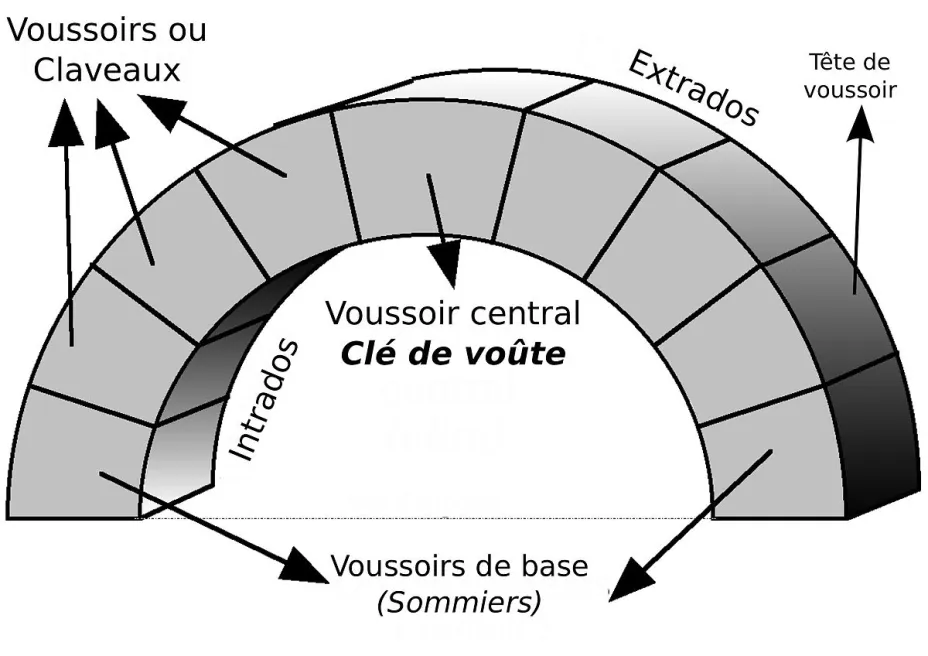 Voussoirs ou
Claveaux
Extrados
Tête de
voussoir
Voussoir central
Clé de voûte
Intrados
Voussoirs de base
(Sommiers)